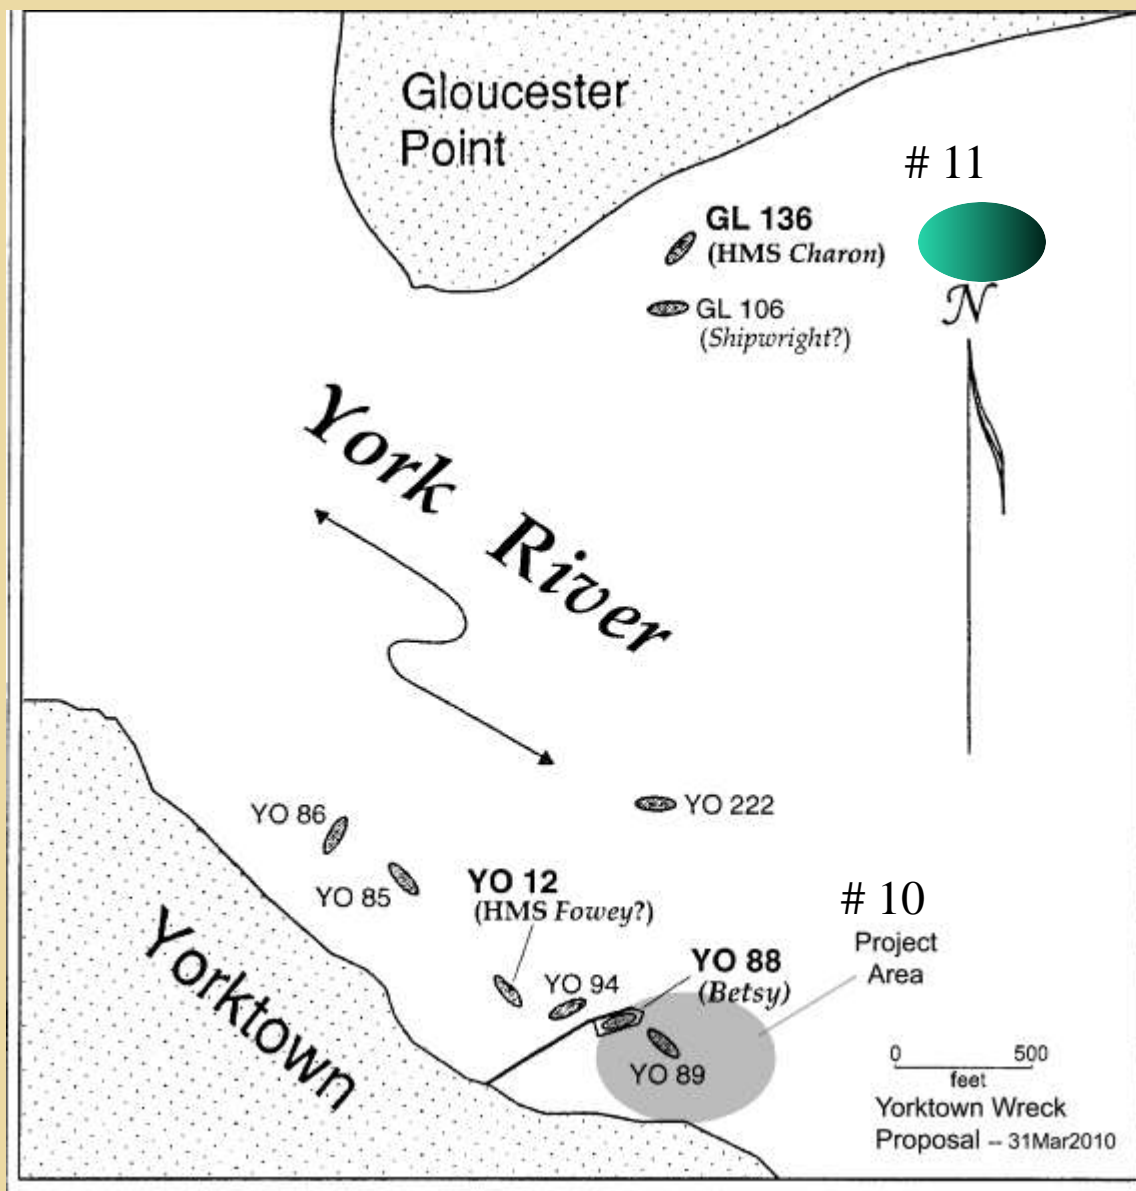 Gloucester
Point
# 11
GL 136
(HMS Charon)
N
GL 106
(Shipwright?)
York River
YO 222
YO 86
YO 85
YO 12
(HMS Fowey?)
# 10
Project
Area
YO 94
YO 88
(Betsy)
YO 89
Yorktown
0 500
feet
Yorktown Wreck
Proposal -- 31Mar2010